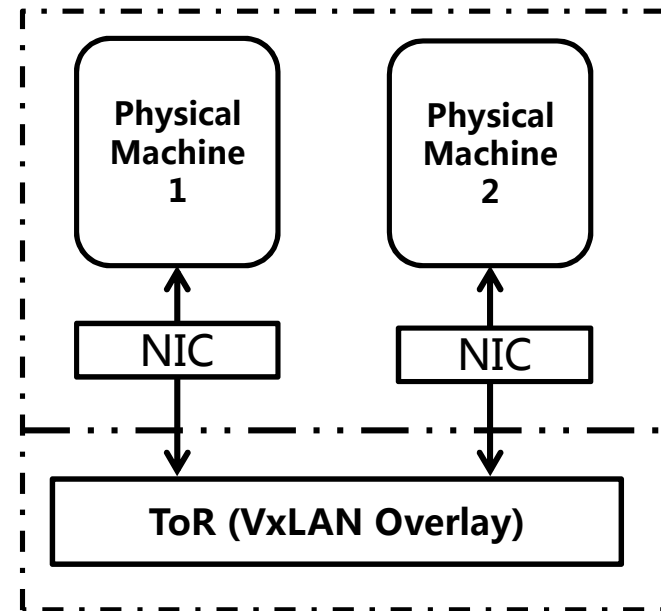 Physical
Machine
1
Physical
Machine
2
NIC
NIC
ToR (VxLAN Overlay)